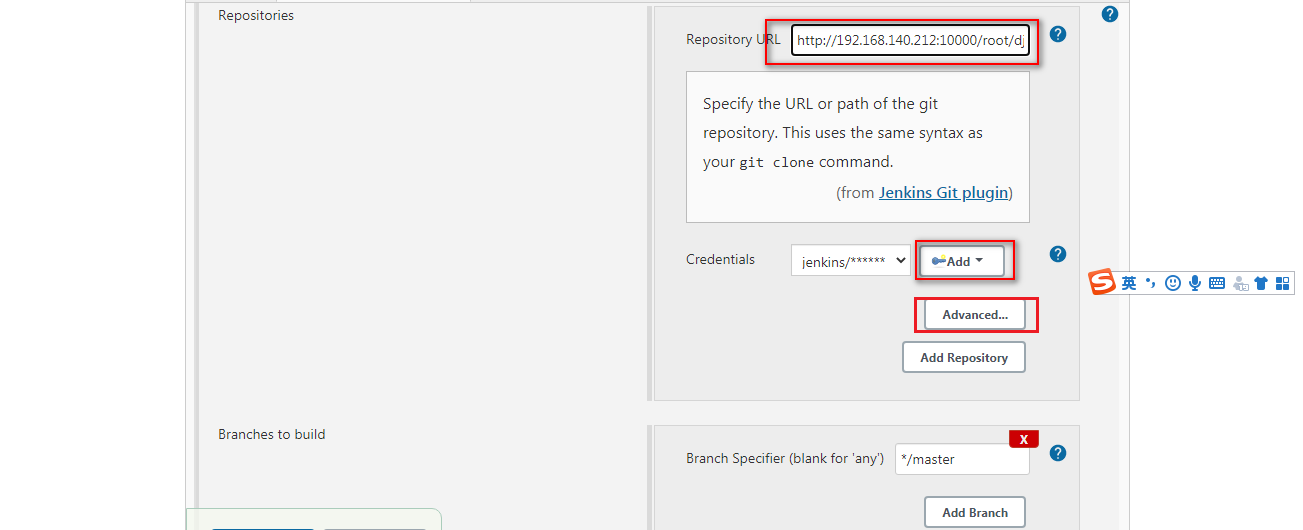 Repositories
Repository URL
http://192.168.140.212:10000/root/dj
Specify the URL or path of the git
repository. This uses the same syntax as
your git clone command.
(from Jenkins Git plugin)
Credentials
jenkins/******
Add
Advanced...
Add Repository
英
Branches to build
X
Branch Specifier (blank for 'any')
*/master
Add Branch